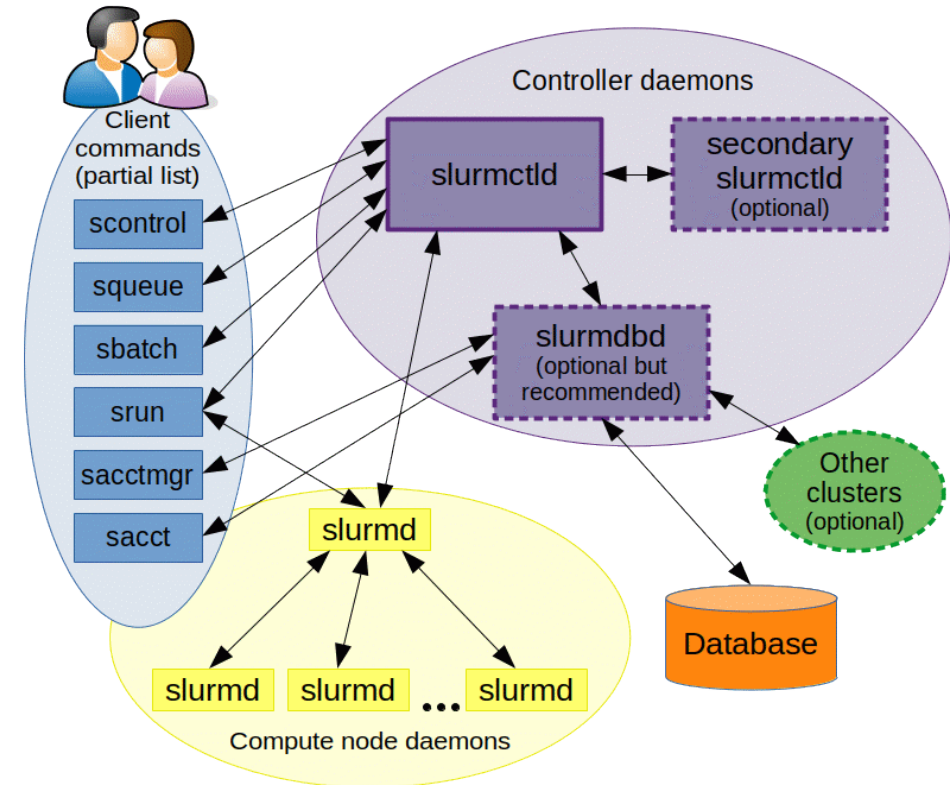 Client
commands
(partial list)
scontrol
squeue
sbatch
srun
sacctmgr
sacct
Controller daemons
slurmctld
secondary
slurmctld
(optional)
slurmdbd
(optional but
recommended)
Other
clusters
(optional)
Database
slurmd
slurmd
slurmd
...
slurmd
Compute node daemons